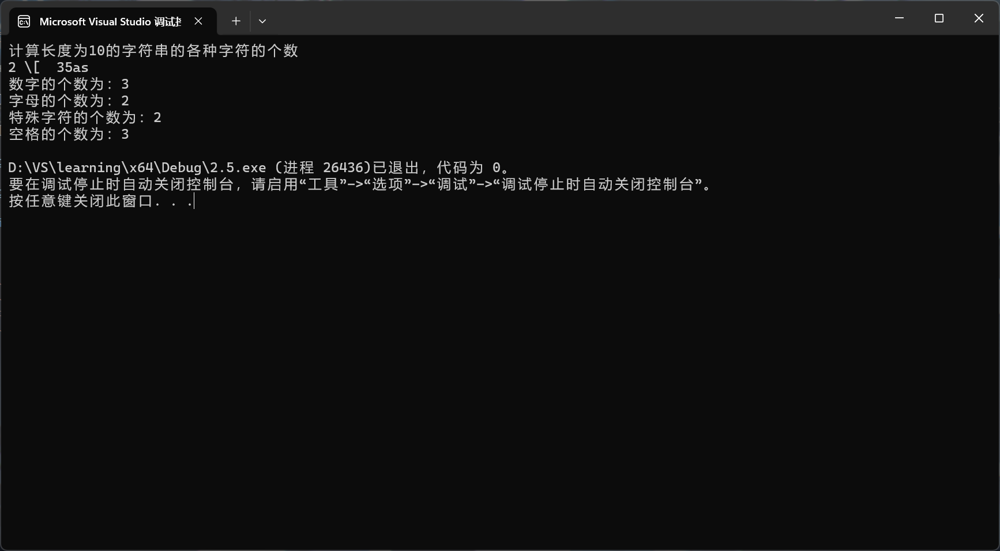 Microsoft Visual Studio 调试
计算长度为10的字符串的各种字符的个数
2 \[  35as
数字的个数为: 3
字母的个数为: 2
特殊字符的个数为: 2
空格的个数为: 3
D:\VS\learning\x64\Debug\2.5.exe (进程 26436)已退出，代码为 0。
要在调试停止时自动关闭控制台，请启用“工具”->“选项”->“调试”->“调试停止时自动关闭控制台”。
按任意键关闭此窗口. . .